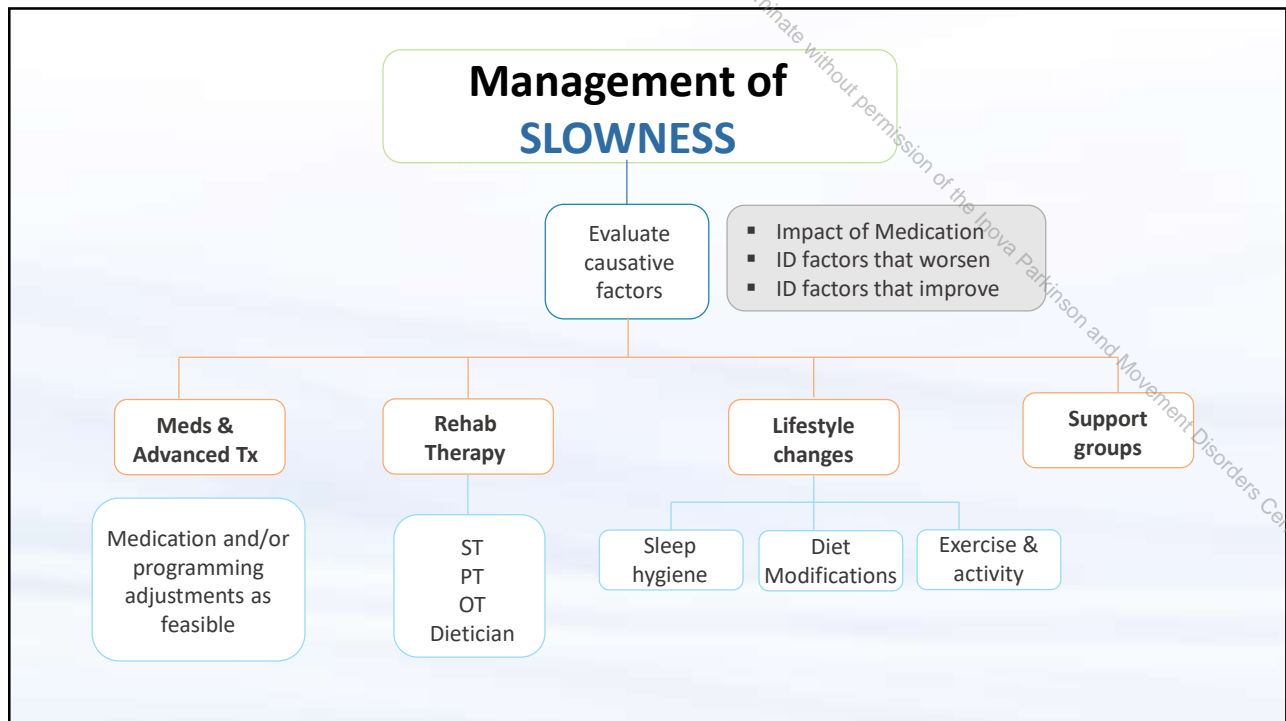 Management of
SLOWNESS
Evaluate
causative
factors
▪ Impact of Medication
▪ ID factors that worsen
▪ ID factors that improve
Meds &
Advanced Tx
Rehab
Therapy
Lifestyle
changes
Support
groups
Medication and/or
programming
adjustments as
feasible
ST
PT
OT
Dietician
Sleep
hygiene
Diet
Modifications
Exercise &
activity
without permission of the Inova Parkinson and Movement Disorders